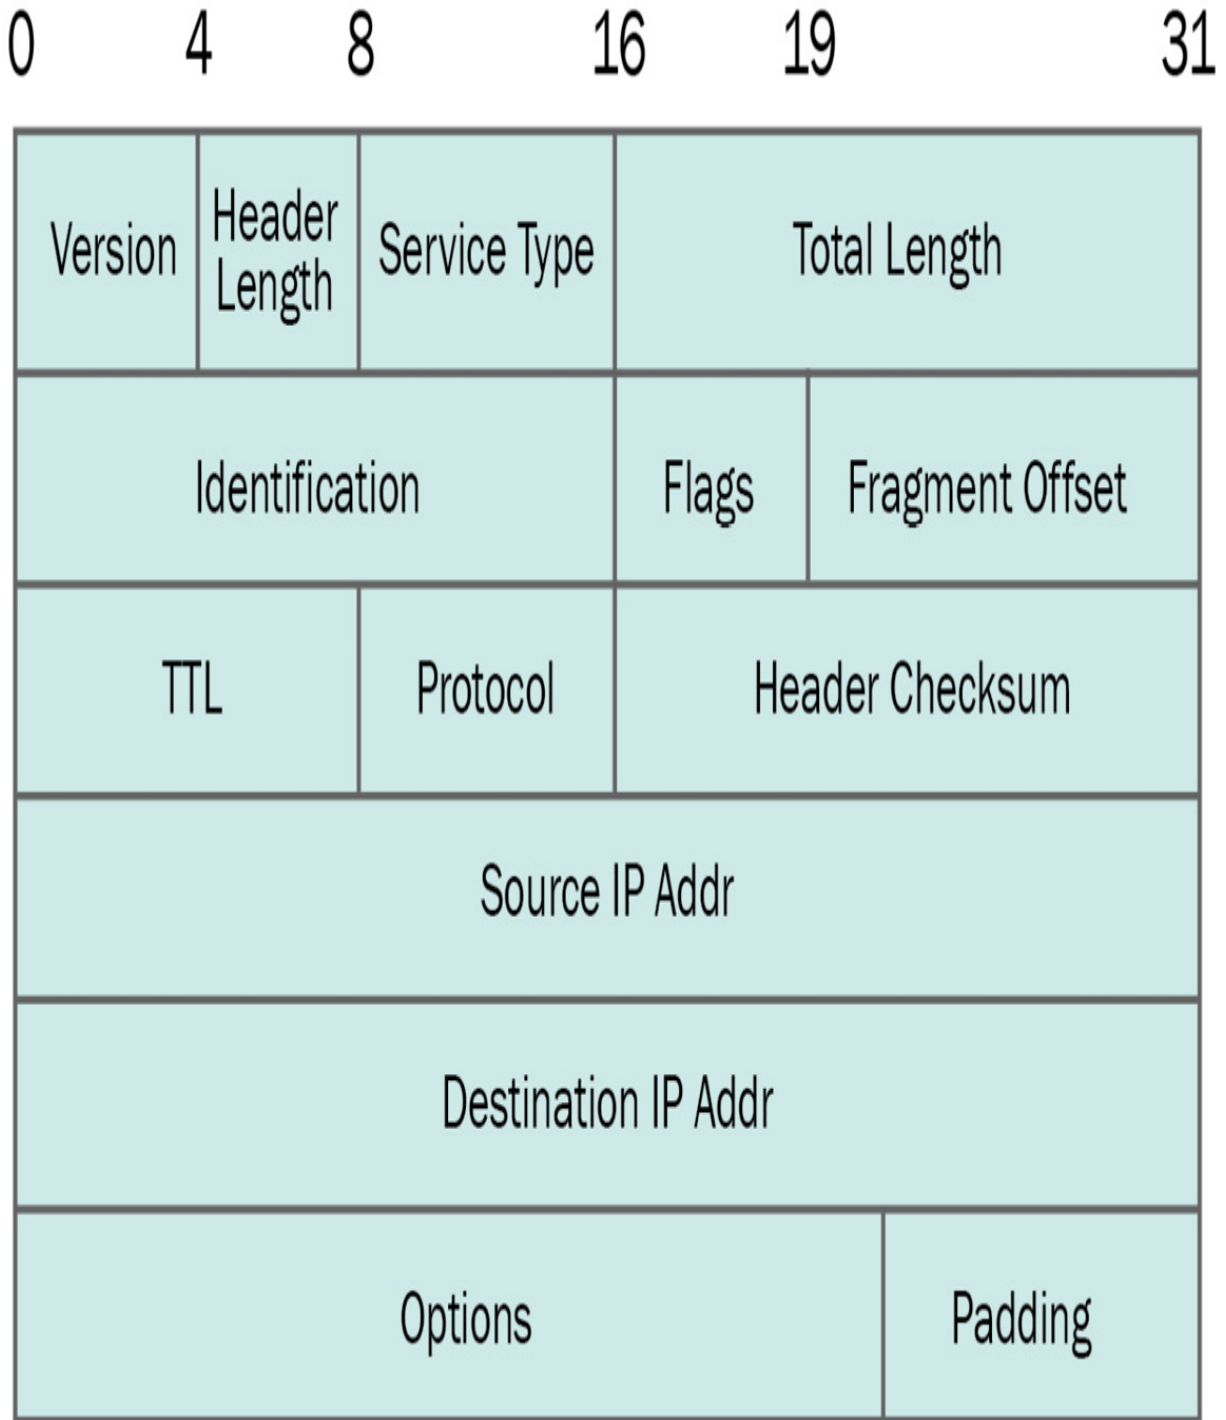 0 4 8 16 19 31
Version
Header
Length
Service Type
Total Length
Identification
Flags
Fragment Offset
TTL
Protocol
Header Checksum
Source IP Addr
Destination IP Addr
Options
Padding